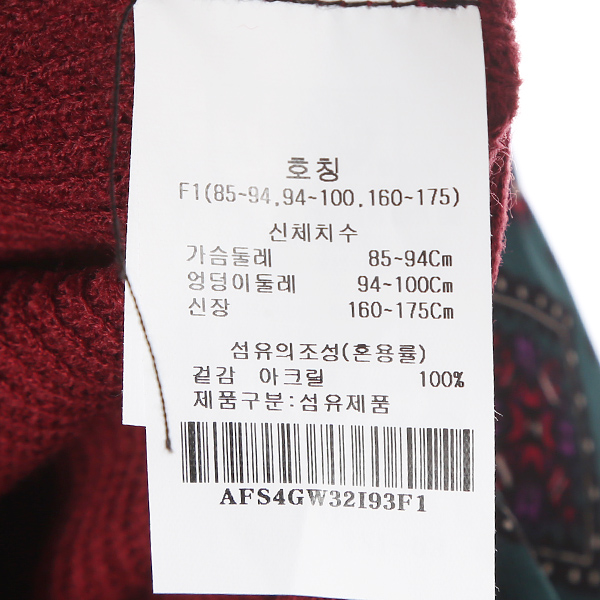 호칭
F1(85~94,94~100,160~175)
신체치수
가슴둘레 85~94Cm
엉덩이둘레 94~100Cm
신장 160~175Cm
섬유의조성(혼용률)
겉감 아크릴 100%
제품구분:섬유제품
AFS4GW32I93F1